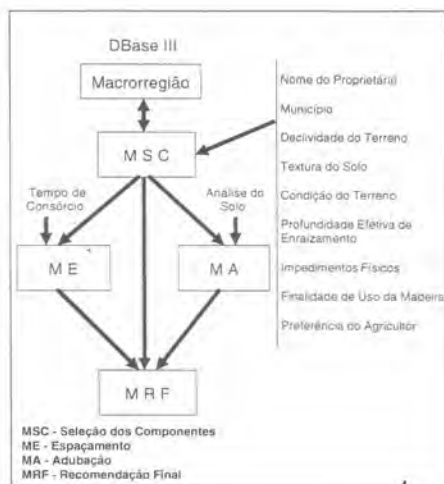 DBase III
Macrorregião
M S C
Nome do Proprietário
Município
Declividade do Terreno
Textura do Solo
Condição do Terreno
Profundidade Efetiva de
Enraizamento
Impedimentos Físicos
Finalidade de Uso da Madeira
Preferência do Agricultor
Tempo de
Consórcio
Análise do
Solo
M E
M A
M R F
MSC - Seleção dos Componentes
ME - Espaçamento
MA - Adubação
MRF - Recomendação Final